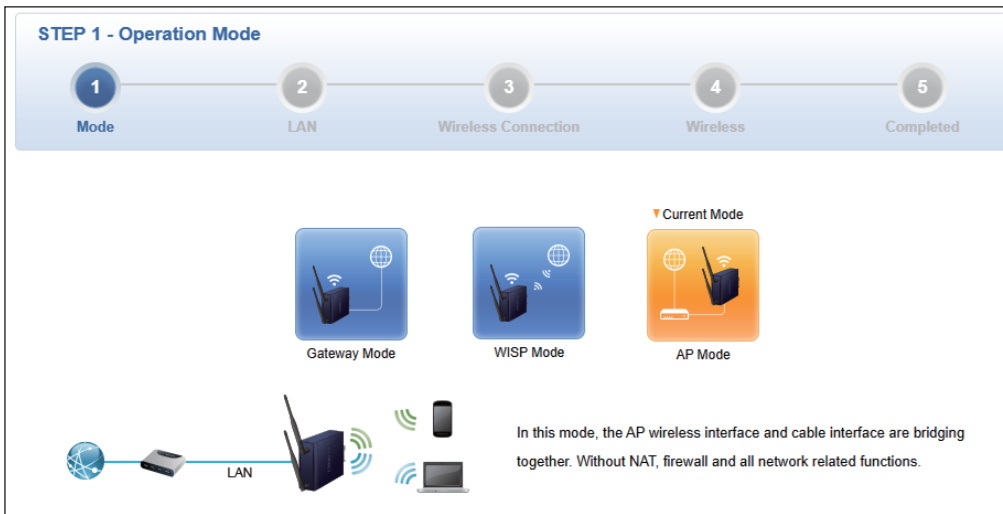 STEP 1 - Operation Mode
1 2 3 4 5
Mode LAN Wireless Connection Wireless Completed
Current Mode
Gateway Mode WISP Mode AP Mode
LAN
In this mode, the AP wireless interface and cable interface are bridging
together. Without NAT, firewall and all network related functions.